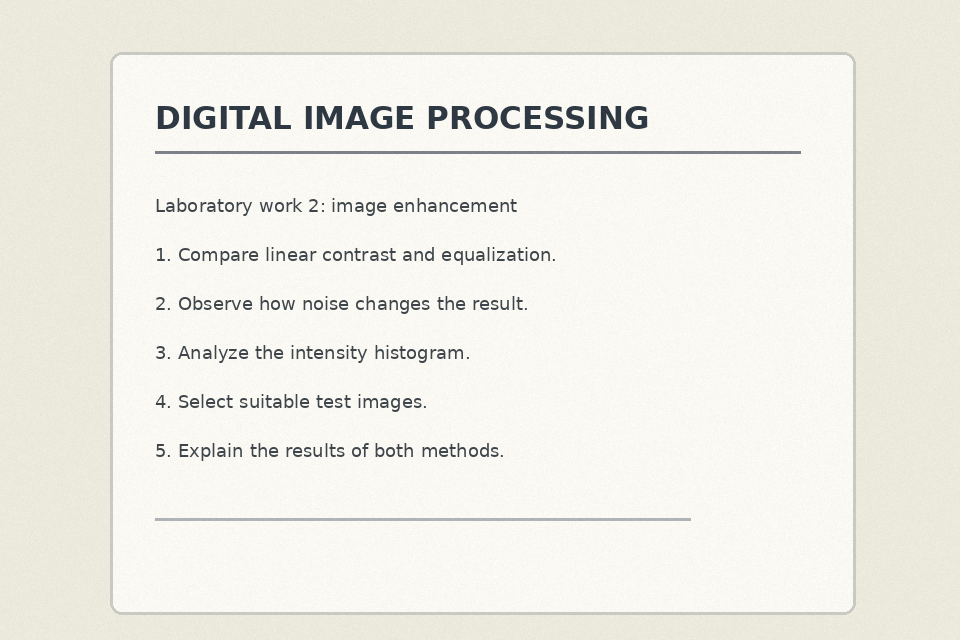 DIGITAL IMAGE PROCESSING
Laboratory work 2: image enhancement
1. Compare linear contrast and equalization.
2. Observe how noise changes the result.
3. Analyze the intensity histogram.
4. Select suitable test images.
5. Explain the results of both methods.